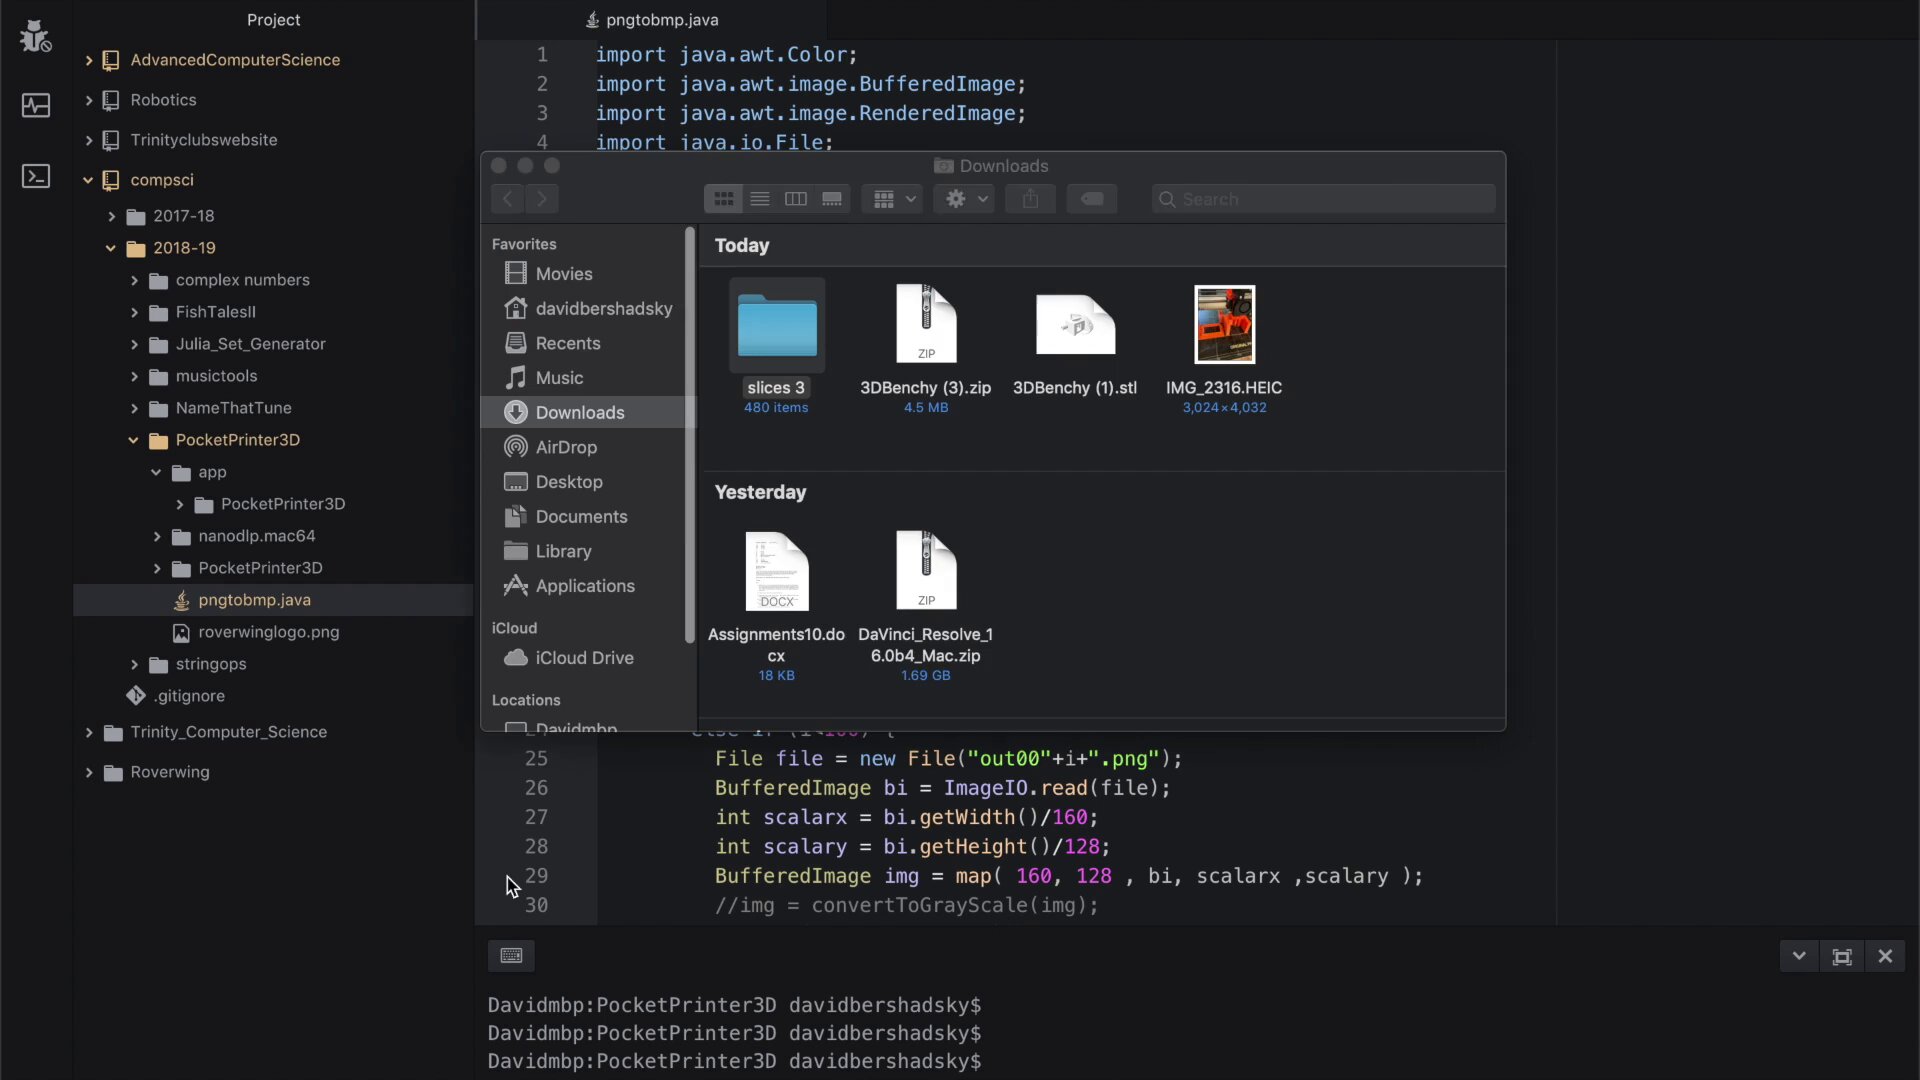 Project
AdvancedComputerScience
Robotics
Trinityclubswebsite
compsci
2017-18
2018-19
complex numbers
FishTalesII
Julia_Set_Generator
musictools
NameThatTune
PocketPrinter3D
app
PocketPrinter3D
nanodlp.mac64
PocketPrinter3D
pngtobmp.java
roverwinglogo.png
stringops
.gitignore
Trinity_Computer_Science
Roverwing
pngtobmp.java
1 import java.awt.Color;
2 import java.awt.image.BufferedImage;
3 import java.awt.image.RenderedImage;
4 import java.io.File;
Downloads
Search
Favorites
Movies
davidbershadsky
Recents
Music
Downloads
AirDrop
Desktop
Documents
Library
Applications
iCloud
iCloud Drive
Locations
Davidmbp
Today
slices 3
480 items
ZIP
3DBenchy (3).zip
4.5 MB
3DBenchy (1).stl
IMG_2316.HEIC
3,024×4,032
Yesterday
DOCX
Assignments10.do
cx
18 KB
ZIP
DaVinci_Resolve_1
6.0b4_Mac.zip
1.69 GB
25 File file = new File("out00"+i+".png");
26 BufferedImage bi = ImageIO.read(file);
27 int scalarx = bi.getWidth()/160;
28 int scalary = bi.getHeight()/128;
29 BufferedImage img = map( 160, 128 , bi, scalarx ,scalary );
30 //img = convertToGrayScale(img);
Davidmbp:PocketPrinter3D davidbershadsky$
Davidmbp:PocketPrinter3D davidbershadsky$
Davidmbp:PocketPrinter3D davidbershadsky$